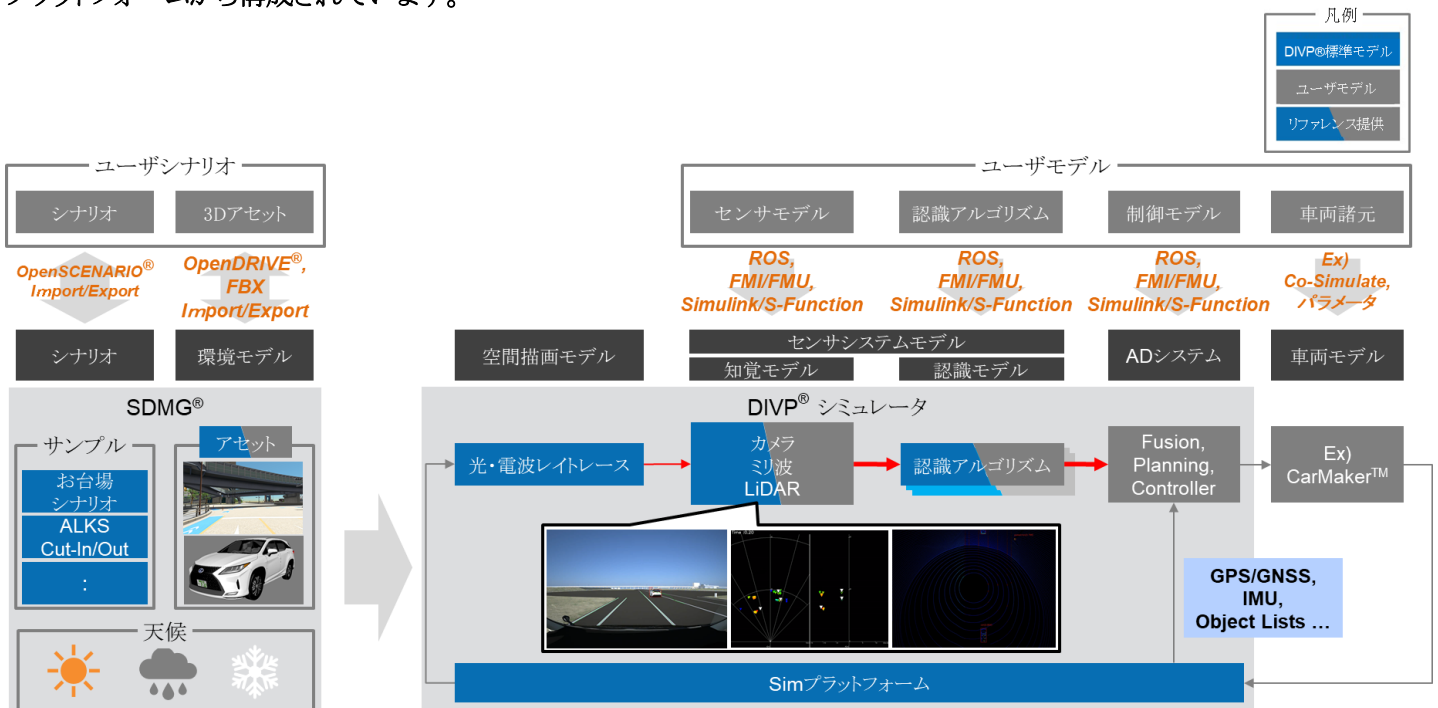 プラットフォームから構成されています。
凡例
DIVP®標準モデル
ユーザモデル
リファレンス提供
ユーザシナリオ
シナリオ
3Dアセット
OpenSCENARIO®
Import/Export
OpenDRIVE®,
FBX
Import/Export
シナリオ
環境モデル
SDMG®
サンプル
お台場
シナリオ
ALKS
Cut-In/Out
:
アセット
天候
ユーザモデル
センサモデル
認識アルゴリズム
制御モデル
車両諸元
ROS,
FMI/FMU,
Simulink/S-Function
ROS,
FMI/FMU,
Simulink/S-Function
ROS,
FMI/FMU,
Simulink/S-Function
Ex)
Co-Simulate,
パラメータ
空間描画モデル
センサシステムモデル
知覚モデル
認識モデル
ADシステム
車両モデル
DIVP® シミュレータ
光・電波レイトレース
カメラ
ミリ波
LiDAR
認識アルゴリズム
Fusion,
Planning,
Controller
Ex)
CarMaker™
GPS/GNSS,
IMU,
Object Lists …
Simプラットフォーム